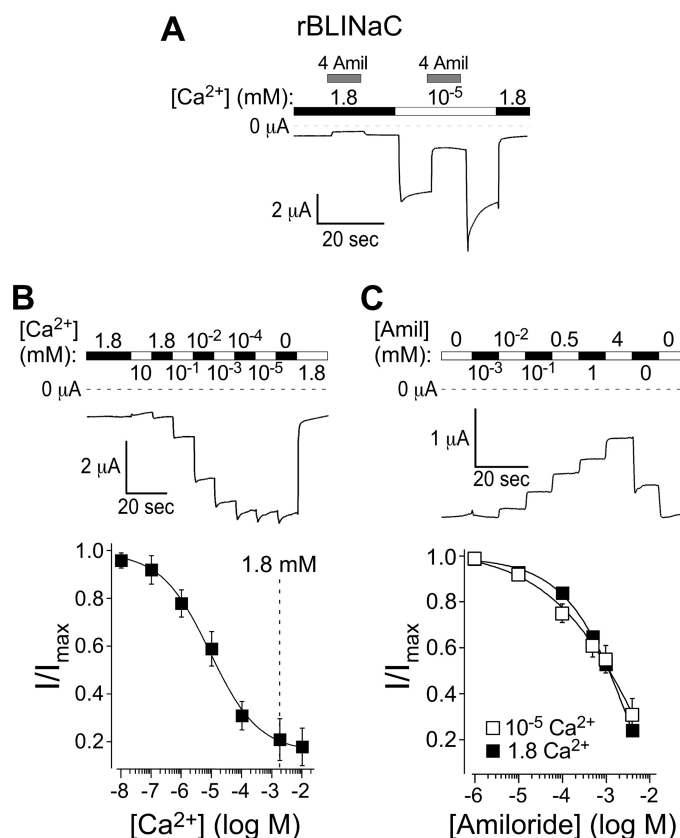 A
rBLINaC
4 Amil 4 Amil
[Ca²⁺] (mM): 1.8 10⁻⁵ 1.8
0 µA
2 µA
20 sec
B
[Ca²⁺] 1.8 1.8 10⁻² 10⁻⁴ 0
(mM): 10 10⁻¹ 10⁻³ 10⁻⁵ 1.8
0 µA
2 µA
20 sec
1.8 mM
I/Imax
1.0
0.8
0.6
0.4
0.2
-8 -7 -6 -5 -4 -3 -2
[Ca²⁺] (log M)
C
[Amil] 0 10⁻² 0.5 4 0
(mM): 10⁻³ 10⁻¹ 1 0
0 µA
1 µA
20 sec
I/Imax
1.0
0.8
0.6
0.4
0.2
10⁻⁵ Ca²⁺
1.8 Ca²⁺
-6 -5 -4 -3 -2
[Amiloride] (log M)